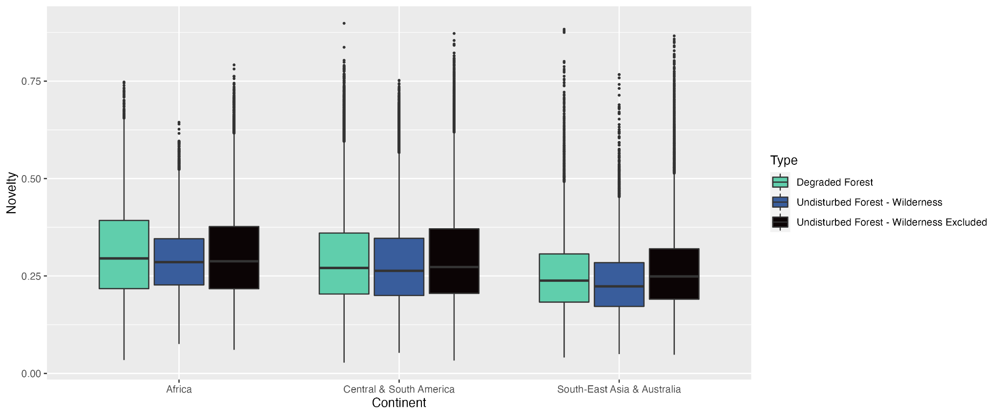 Novelty
0.75
0.50
0.25
0.00
Africa
Central & South America
South-East Asia & Australia
Continent
Type
Degraded Forest
Undisturbed Forest - Wilderness
Undisturbed Forest - Wilderness Excluded